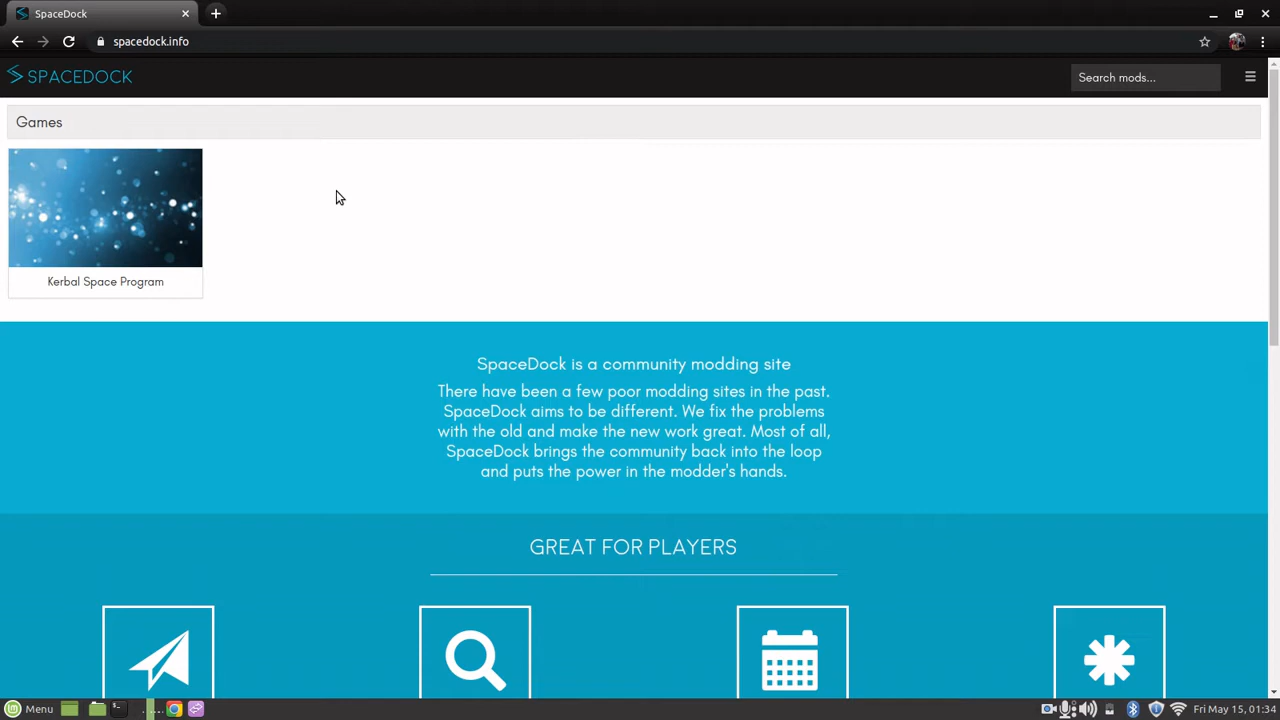 SpaceDock
spacedock.info
SPACEDOCK
Search mods...
Games
Kerbal Space Program
SpaceDock is a community modding site
There have been a few poor modding sites in the past.
SpaceDock aims to be different. We fix the problems
with the old and make the new work great. Most of all,
SpaceDock brings the community back into the loop
and puts the power in the modder's hands.
GREAT FOR PLAYERS
Menu
Fri May 15, 01:34